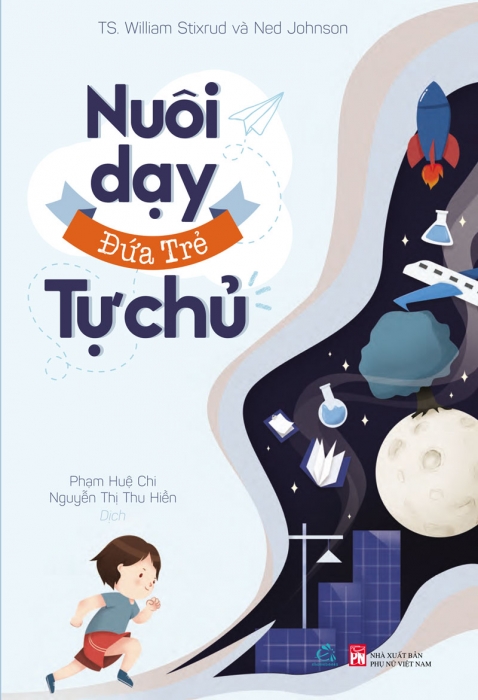 TS. William Stixrud và Ned Johnson
Nuôi
dạy
Đứa Trẻ
Tự chủ
Phạm Huệ Chi
Nguyễn Thị Thu Hiền
Dịch
PN
NHÀ XUẤT BẢN
PHỤ NỮ VIỆT NAM